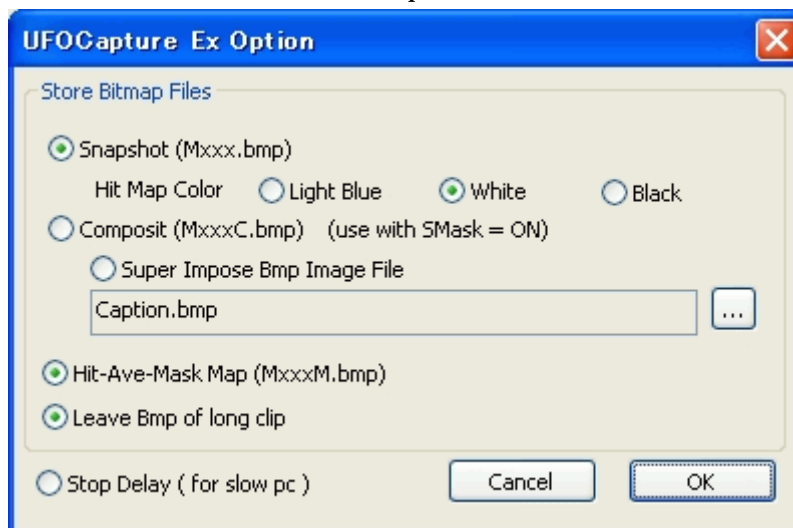 UFOCapture Ex Option
Store Bitmap Files
Snapshot (Mxxx.bmp)
Hit Map Color Light Blue White Black
Composit (MxxxC.bmp) (use with SMask = ON)
Super Impose Bmp Image File
Caption.bmp ...
Hit-Ave-Mask Map (MxxxM.bmp)
Leave Bmp of long clip
Stop Delay ( for slow pc ) Cancel OK